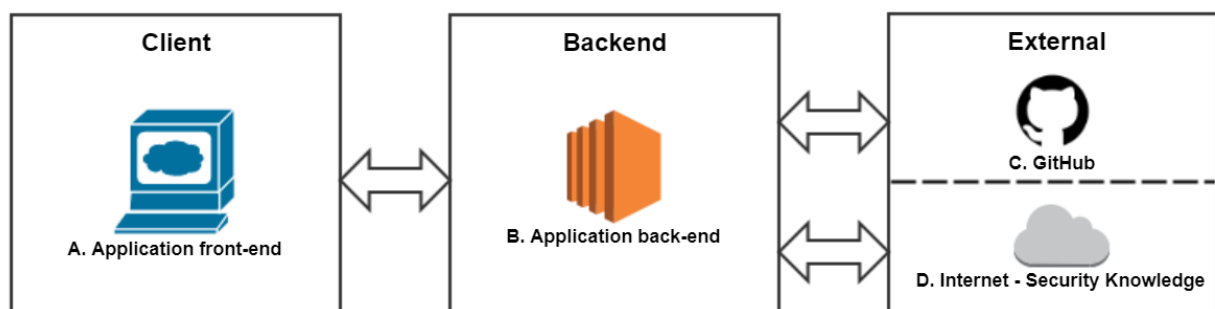 Client
Backend
External
A. Application front-end
B. Application back-end
C. GitHub
D. Internet - Security Knowledge